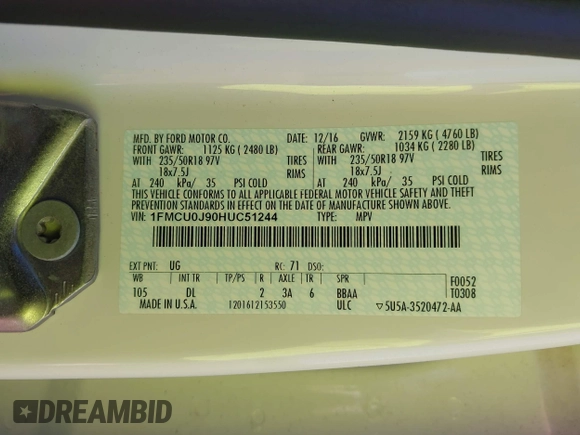 MFD. BY FORD MOTOR CO. DATE: 12/16 GVWR: 2159 KG ( 4760 LB)
FRONT GAWR: 1125 KG ( 2480 LB) REAR GAWR: 1034 KG ( 2280 LB)
WITH 235/50R18 97V TIRES WITH 235/50R18 97V TIRES
18x7.5J RIMS 18x7.5J RIMS
AT 240 kPa/ 35 PSI COLD AT 240 kPa/ 35 PSI COLD
THIS VEHICLE CONFORMS TO ALL APPLICABLE FEDERAL MOTOR VEHICLE SAFETY AND THEFT
PREVENTION STANDARDS IN EFFECT ON THE DATE OF MANUFACTURE SHOWN ABOVE.
VIN: 1FMCU0J90HUC51244 TYPE: MPV
EXT PNT: UG RC: 71 DSO:
WB INT TR TP/PS R AXLE TR SPR F0052
105 DL 2 3A 6 BBAA T0308
MADE IN U.S.A. 1201612153550 ULC ▽5U5A-3520472-AA
DREAMBID